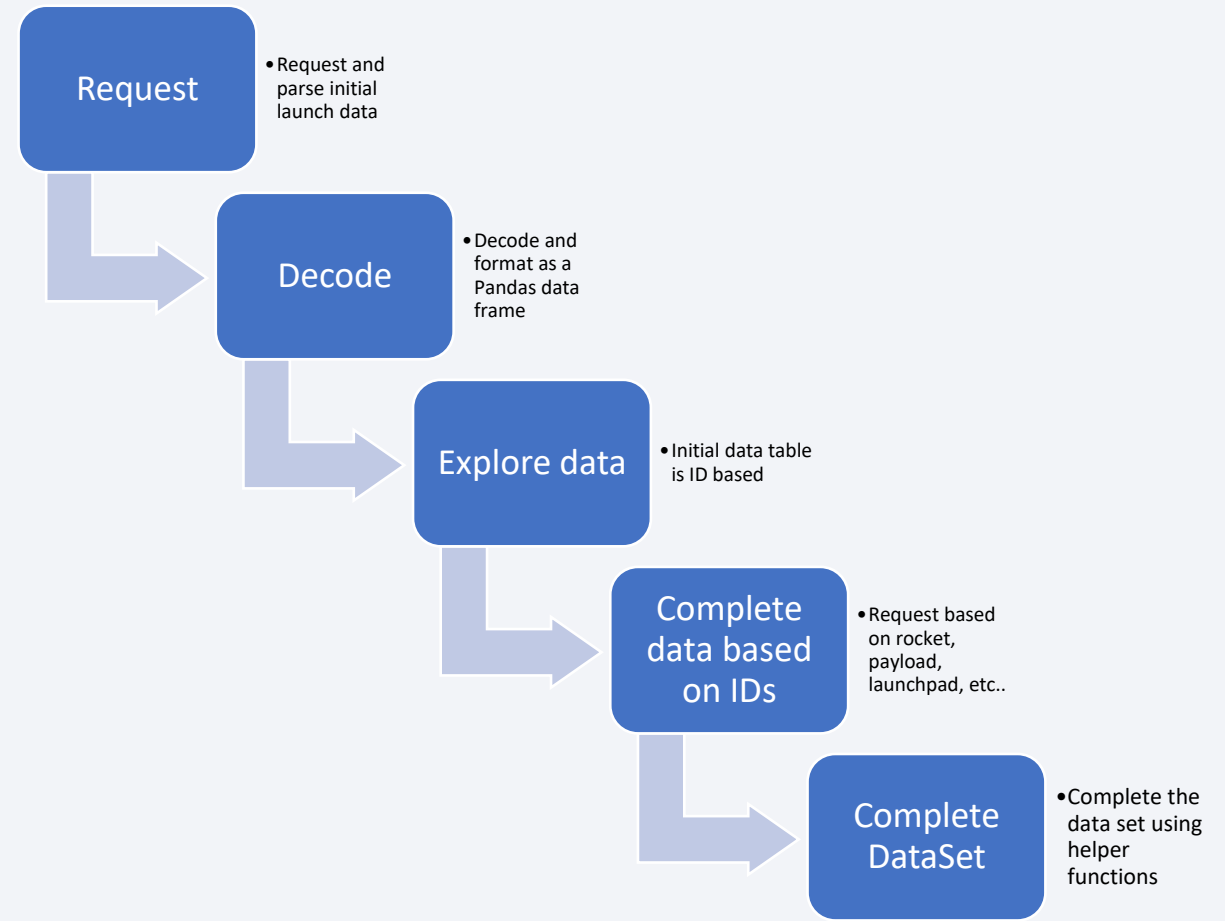 Request
•Request and
parse initial
launch data
Decode
•Decode and
format as a
Pandas data
frame
Explore data
•Initial data table
is ID based
Complete
data based
on IDs
•Request based
on rocket,
payload,
launchpad, etc..
Complete
DataSet
•Complete the
data set using
helper
functions